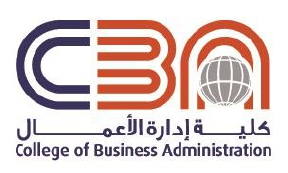 CBA
كلية إدارة الأعمال
College of Business Administration